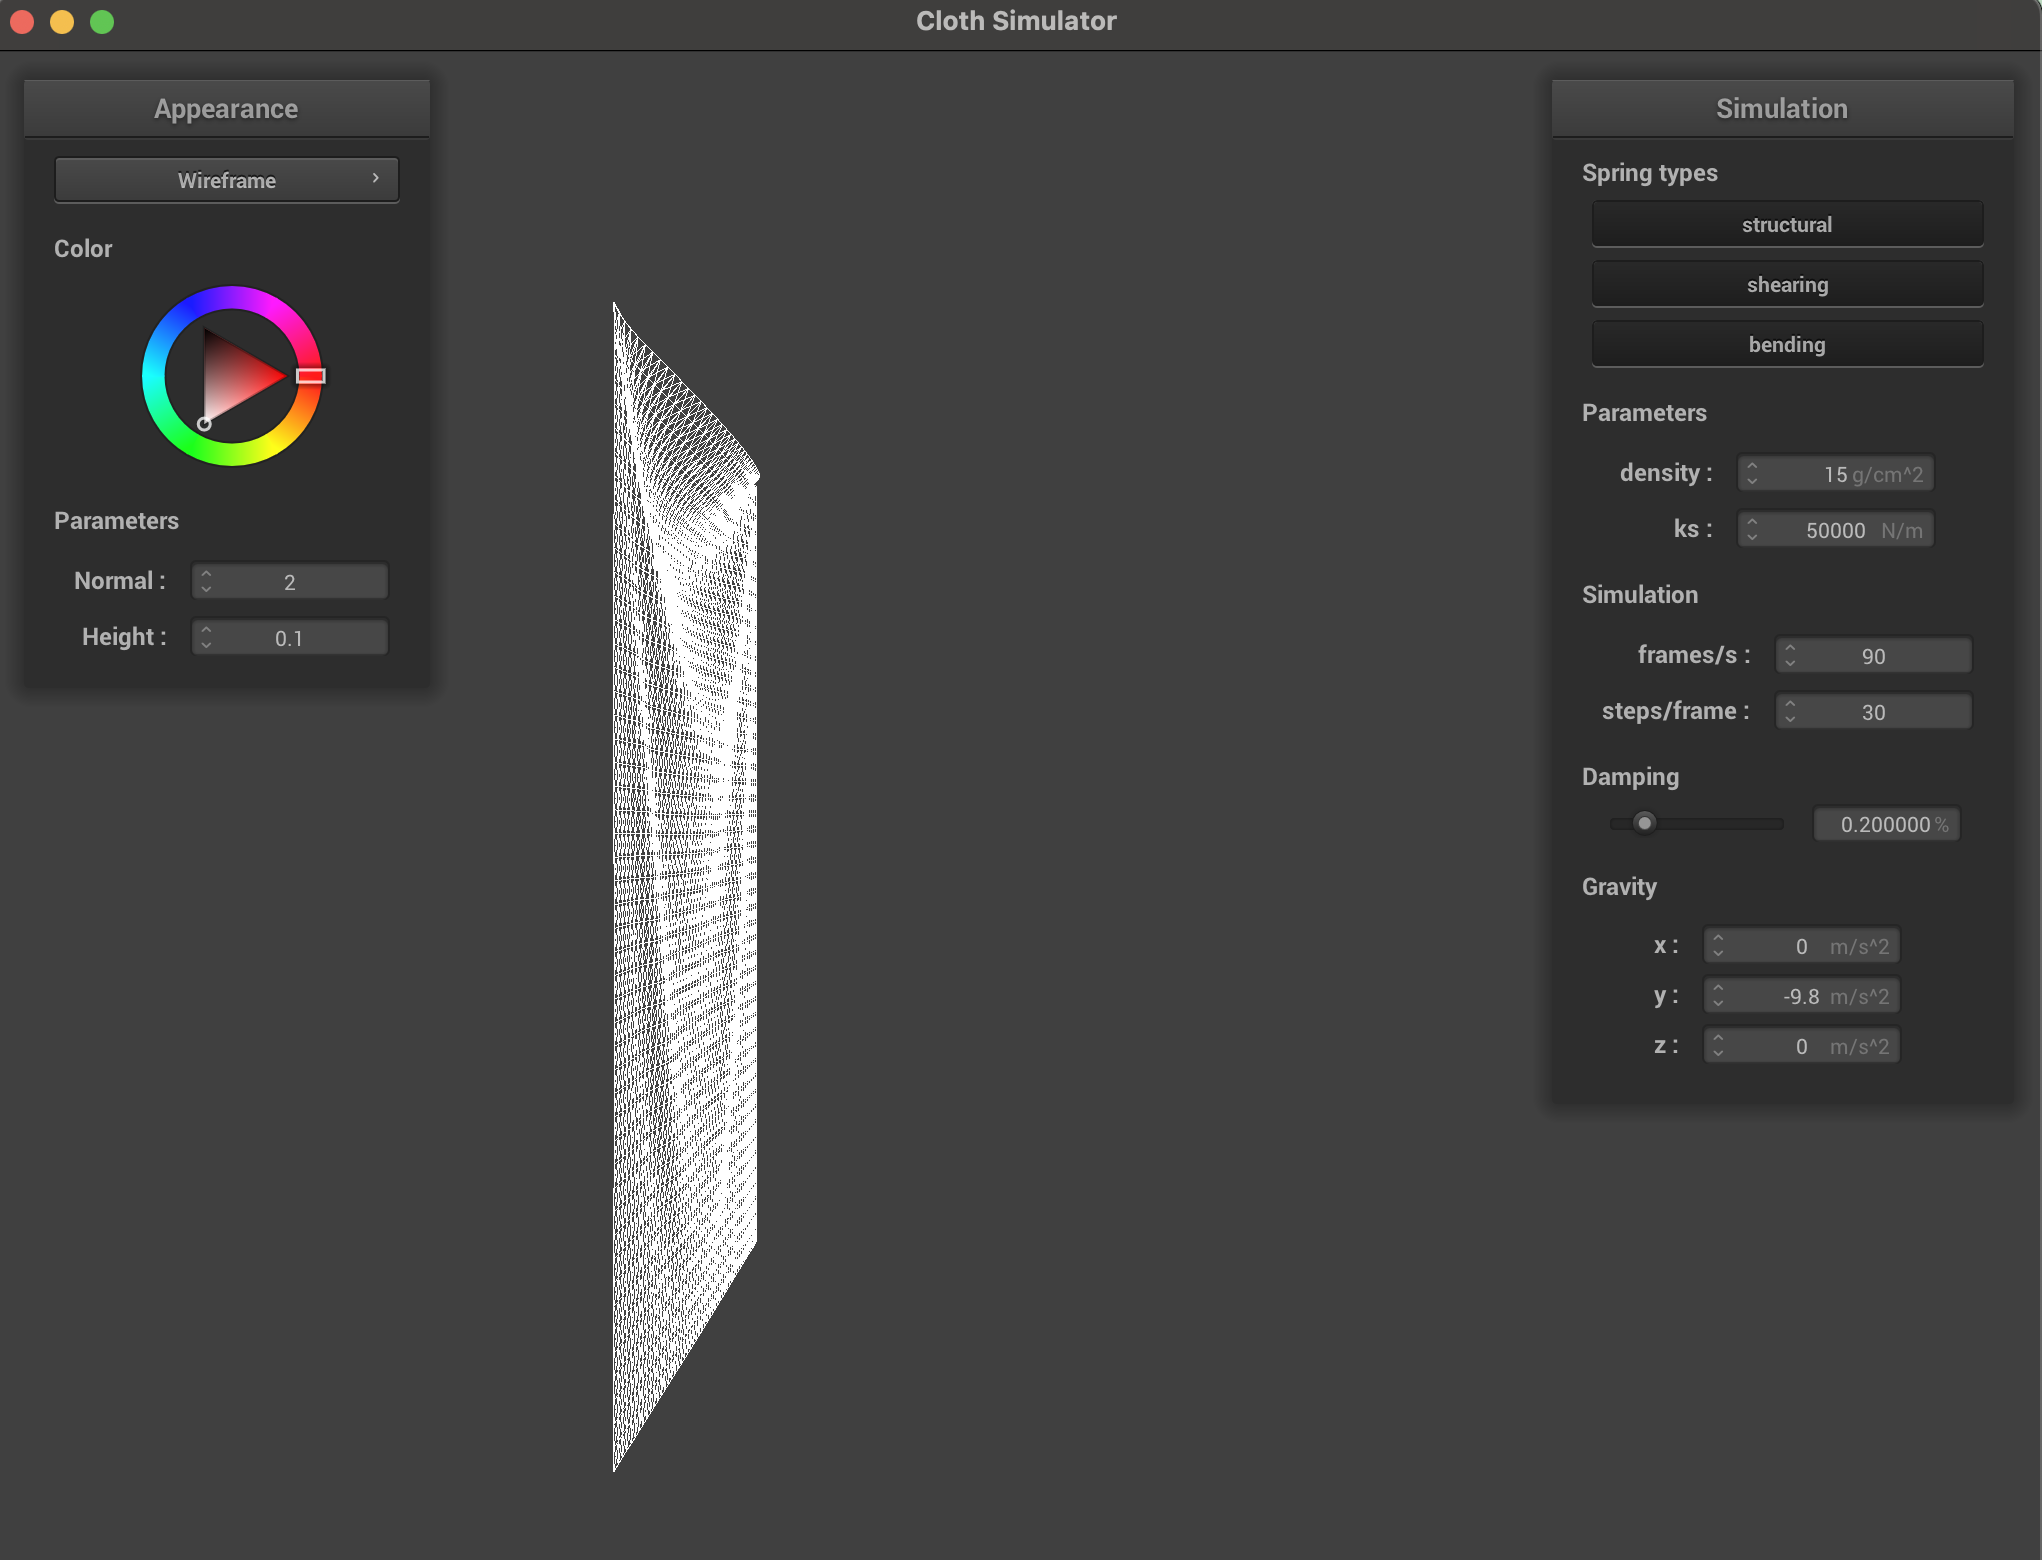 Cloth Simulator
Appearance
Wireframe
Color
Parameters
Normal : 2
Height : 0.1
Simulation
Spring types
structural
shearing
bending
Parameters
density : 15 g/cm^2
ks : 50000 N/m
Simulation
frames/s : 90
steps/frame : 30
Damping
0.200000 %
Gravity
x : 0 m/s^2
y : -9.8 m/s^2
z : 0 m/s^2